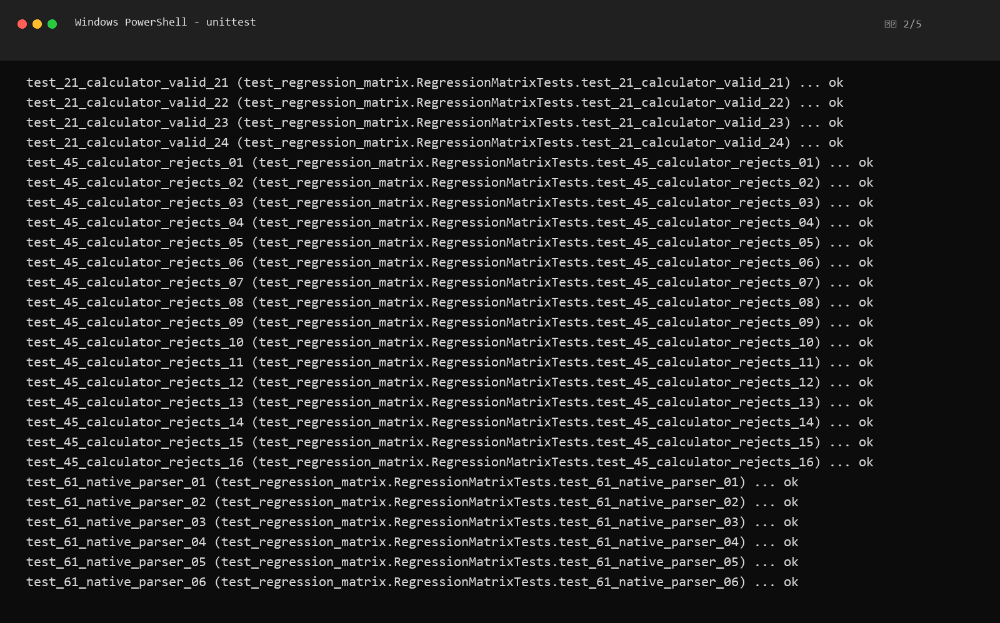 Windows PowerShell - unittest
2/5
test_21_calculator_valid_21 (test_regression_matrix.RegressionMatrixTests.test_21_calculator_valid_21) ... ok
test_21_calculator_valid_22 (test_regression_matrix.RegressionMatrixTests.test_21_calculator_valid_22) ... ok
test_21_calculator_valid_23 (test_regression_matrix.RegressionMatrixTests.test_21_calculator_valid_23) ... ok
test_21_calculator_valid_24 (test_regression_matrix.RegressionMatrixTests.test_21_calculator_valid_24) ... ok
test_45_calculator_rejects_01 (test_regression_matrix.RegressionMatrixTests.test_45_calculator_rejects_01) ... ok
test_45_calculator_rejects_02 (test_regression_matrix.RegressionMatrixTests.test_45_calculator_rejects_02) ... ok
test_45_calculator_rejects_03 (test_regression_matrix.RegressionMatrixTests.test_45_calculator_rejects_03) ... ok
test_45_calculator_rejects_04 (test_regression_matrix.RegressionMatrixTests.test_45_calculator_rejects_04) ... ok
test_45_calculator_rejects_05 (test_regression_matrix.RegressionMatrixTests.test_45_calculator_rejects_05) ... ok
test_45_calculator_rejects_06 (test_regression_matrix.RegressionMatrixTests.test_45_calculator_rejects_06) ... ok
test_45_calculator_rejects_07 (test_regression_matrix.RegressionMatrixTests.test_45_calculator_rejects_07) ... ok
test_45_calculator_rejects_08 (test_regression_matrix.RegressionMatrixTests.test_45_calculator_rejects_08) ... ok
test_45_calculator_rejects_09 (test_regression_matrix.RegressionMatrixTests.test_45_calculator_rejects_09) ... ok
test_45_calculator_rejects_10 (test_regression_matrix.RegressionMatrixTests.test_45_calculator_rejects_10) ... ok
test_45_calculator_rejects_11 (test_regression_matrix.RegressionMatrixTests.test_45_calculator_rejects_11) ... ok
test_45_calculator_rejects_12 (test_regression_matrix.RegressionMatrixTests.test_45_calculator_rejects_12) ... ok
test_45_calculator_rejects_13 (test_regression_matrix.RegressionMatrixTests.test_45_calculator_rejects_13) ... ok
test_45_calculator_rejects_14 (test_regression_matrix.RegressionMatrixTests.test_45_calculator_rejects_14) ... ok
test_45_calculator_rejects_15 (test_regression_matrix.RegressionMatrixTests.test_45_calculator_rejects_15) ... ok
test_45_calculator_rejects_16 (test_regression_matrix.RegressionMatrixTests.test_45_calculator_rejects_16) ... ok
test_61_native_parser_01 (test_regression_matrix.RegressionMatrixTests.test_61_native_parser_01) ... ok
test_61_native_parser_02 (test_regression_matrix.RegressionMatrixTests.test_61_native_parser_02) ... ok
test_61_native_parser_03 (test_regression_matrix.RegressionMatrixTests.test_61_native_parser_03) ... ok
test_61_native_parser_04 (test_regression_matrix.RegressionMatrixTests.test_61_native_parser_04) ... ok
test_61_native_parser_05 (test_regression_matrix.RegressionMatrixTests.test_61_native_parser_05) ... ok
test_61_native_parser_06 (test_regression_matrix.RegressionMatrixTests.test_61_native_parser_06) ... ok